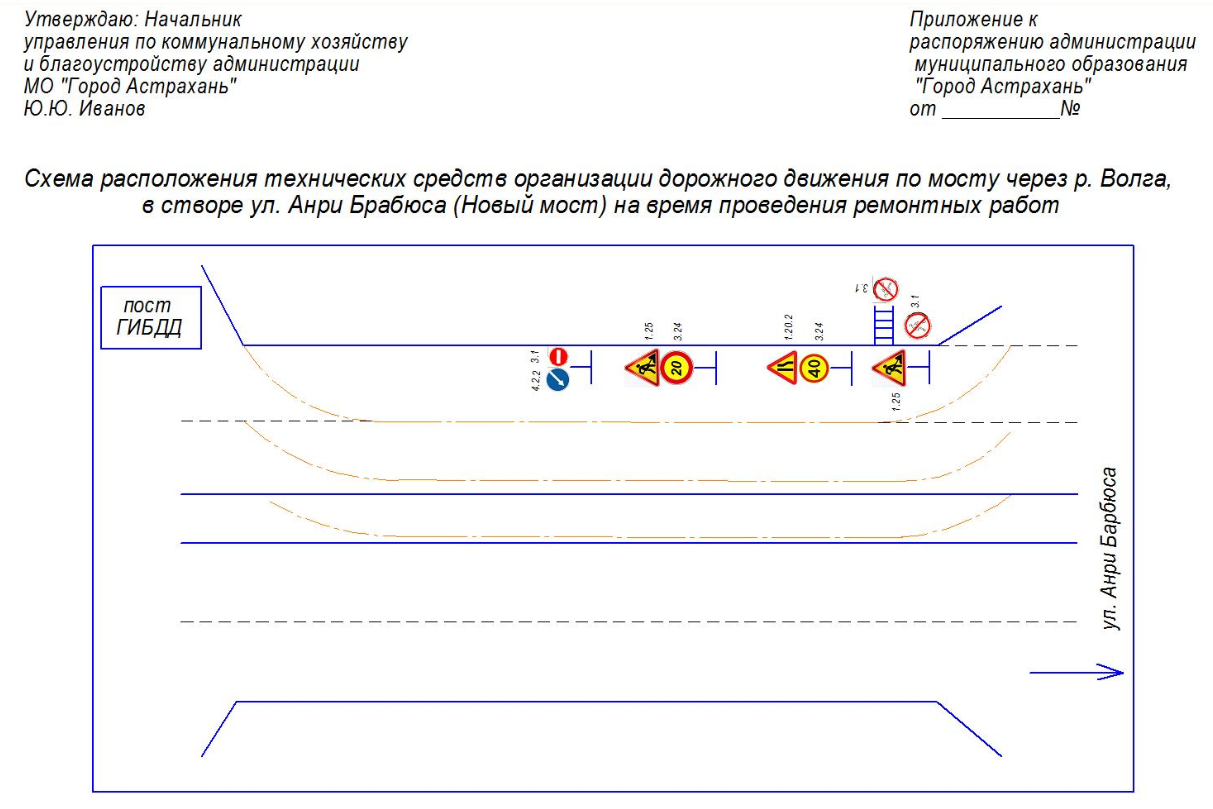 Утверждаю: Начальник
управления по коммунальному хозяйству
и благоустройству администрации
МО "Город Астрахань"
Ю.Ю. Иванов
Приложение к
распоряжению администрации
муниципального образования
"Город Астрахань"
от ___________№
Схема расположения технических средств организации дорожного движения по мосту через р. Волга,
в створе ул. Анри Брабюса (Новый мост) на время проведения ремонтных работ
пост
ГИБДД
3.1
3.1
4.2.2
3.1
1.25
3.24
20
1.20.2
3.24
40
1.25
ул. Анри Барбюса